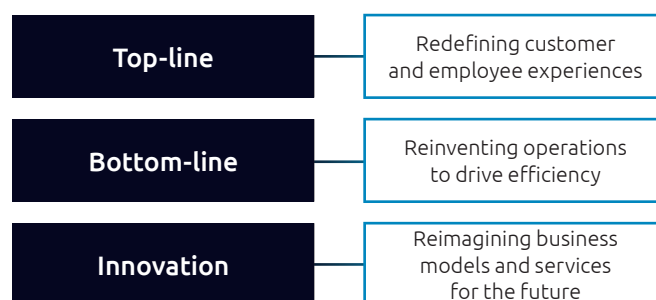 Top-line
Redefining customer
and employee experiences
Bottom-line
Reinventing operations
to drive efficiency
Innovation
Reimagining business
models and services
for the future